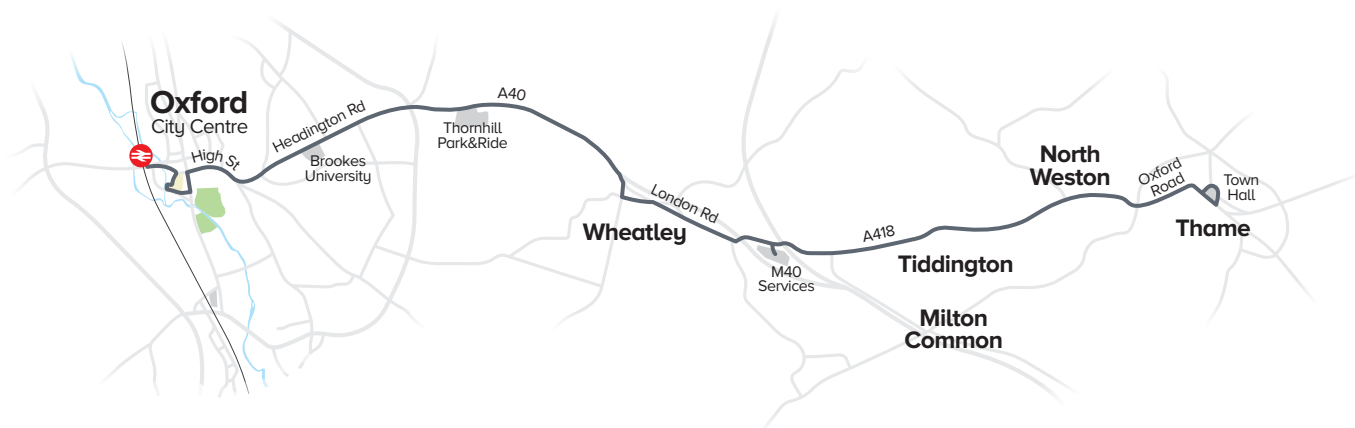 Oxford
City Centre
High St
Headington Rd
Brookes
University
Thornhill
Park&Ride
A40
Wheatley
London Rd
M40
Services
A418
Tiddington
Milton
Common
North
Weston
Oxford
Road
Town
Hall
Thame